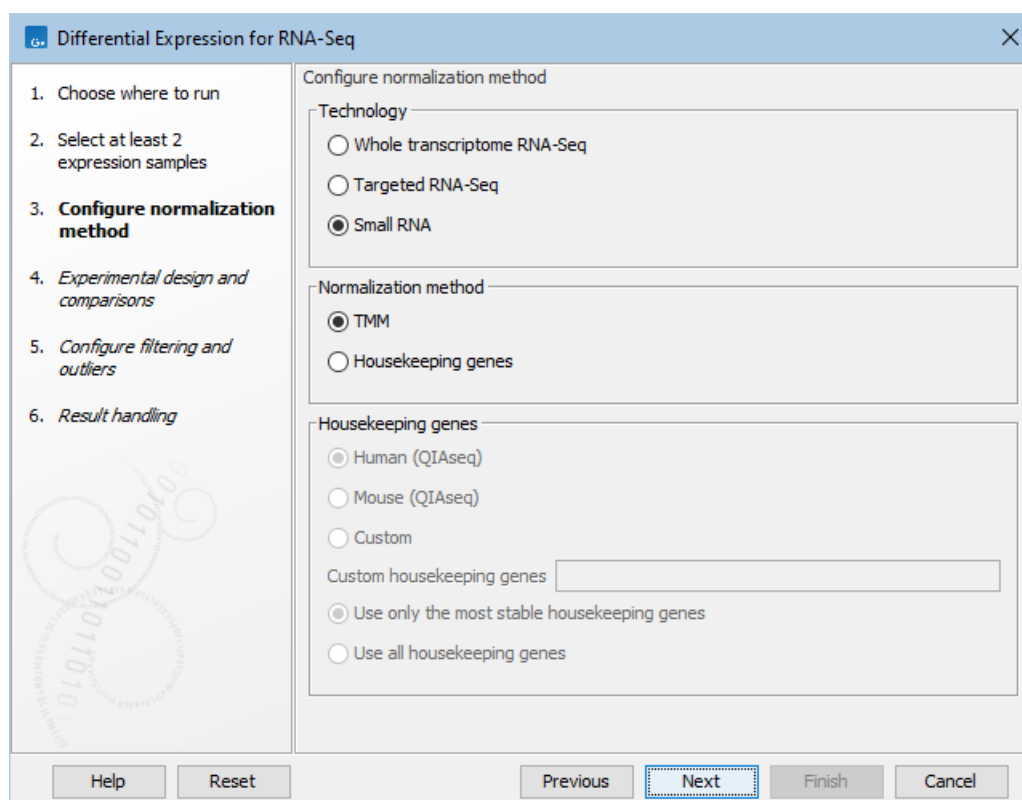 Differential Expression for RNA-Seq
1. Choose where to run
2. Select at least 2
expression samples
3. Configure normalization
method
4. Experimental design and
comparisons
5. Configure filtering and
outliers
6. Result handling
Configure normalization method
Technology
Whole transcriptome RNA-Seq
Targeted RNA-Seq
Small RNA
Normalization method
TMM
Housekeeping genes
Housekeeping genes
Human (QIAseq)
Mouse (QIAseq)
Custom
Custom housekeeping genes
Use only the most stable housekeeping genes
Use all housekeeping genes
Help Reset Previous Next Finish Cancel